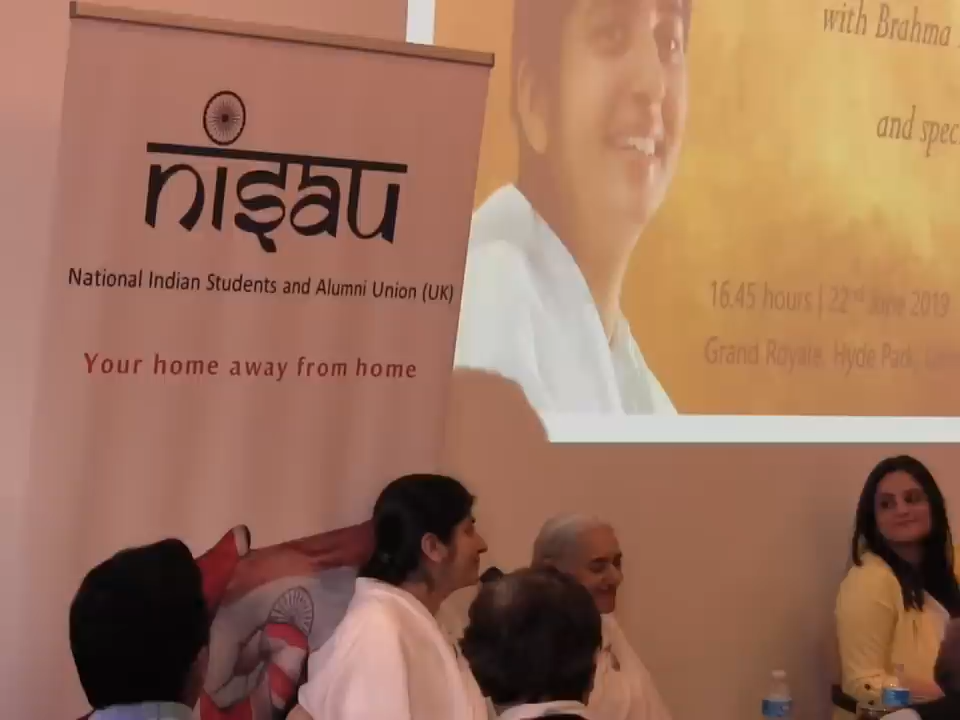 nisau
National Indian Students and Alumni Union (UK)
Your home away from home
with Brahma
and spec
16.45 hours | 22nd June 2019
Grand Royale, Hyde Park,